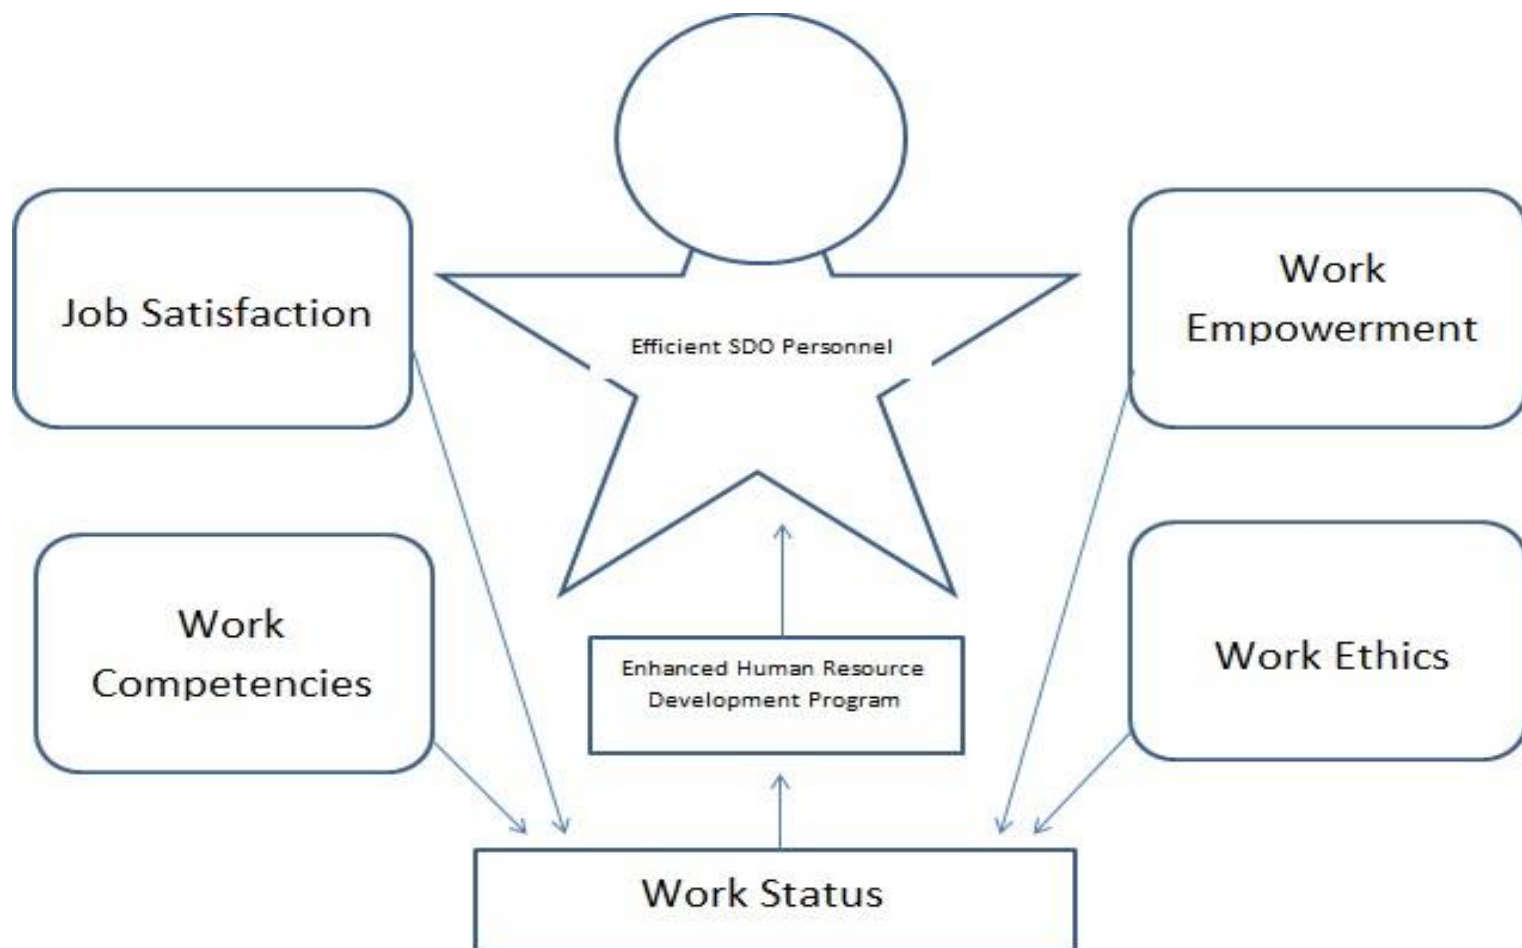 Job Satisfaction
Efficient SDO Personnel
Work
Empowerment
Work
Competencies
Enhanced Human Resource
Development Program
Work Ethics
Work Status